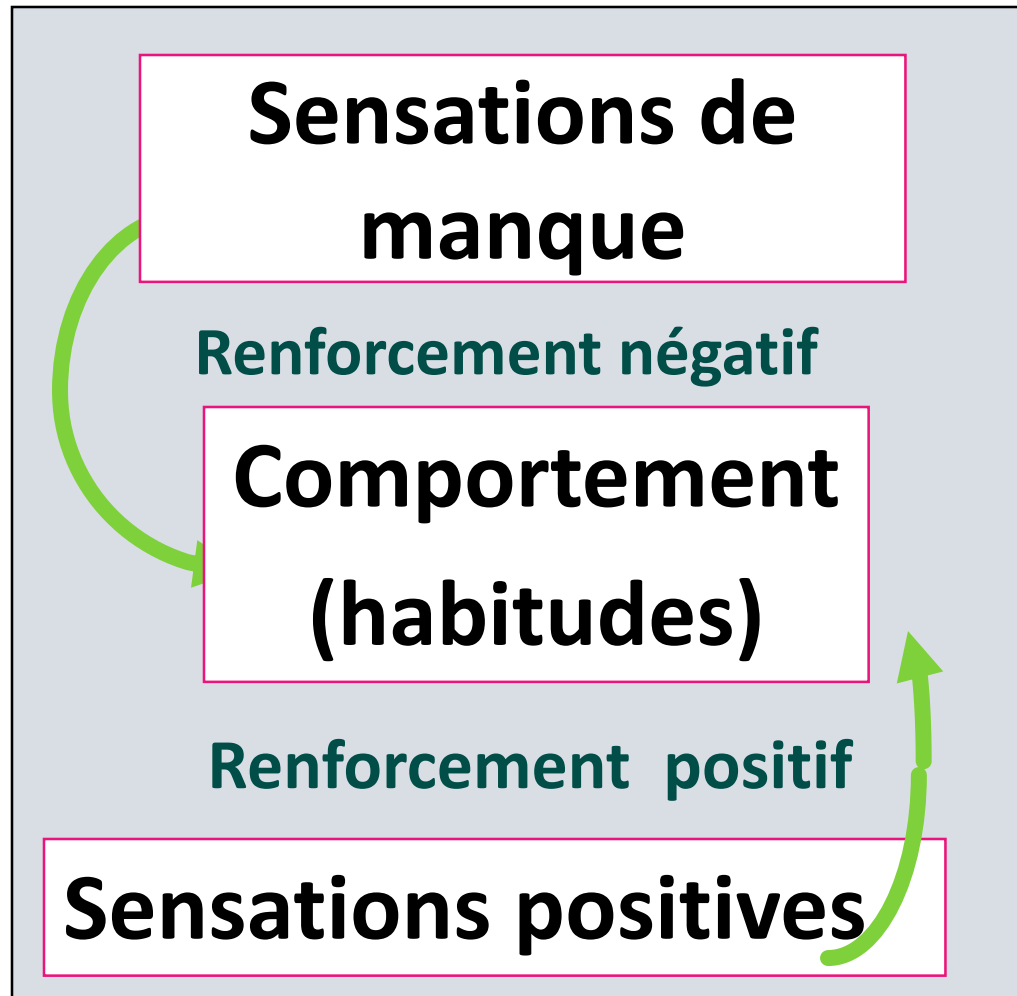 Sensations de
manque
Renforcement négatif
Comportement
(habitudes)
Renforcement positif
Sensations positives